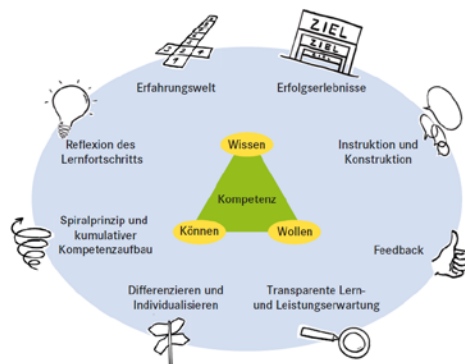 ZIEL
ZIEL
ZIEL
Erfahrungswelt
Erfolgserlebnisse
Reflexion des
Lernfortschritts
Wissen
Instruktion und
Konstruktion
Kompetenz
Spiralprinzip und
kumulativer
Kompetenzaufbau
Können
Wollen
Feedback
Differenzieren und
Individualisieren
Transparente Lern-
und Leistungserwartung